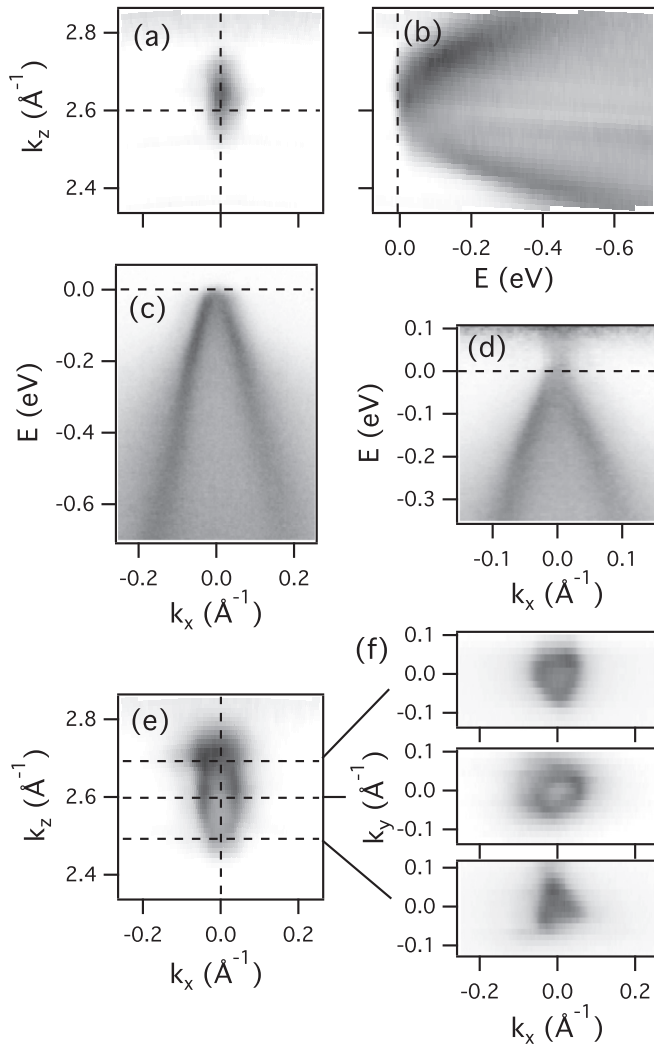 (a)
(b)
k_z (Å⁻¹)
2.8
2.6
2.4
0.0 -0.2 -0.4 -0.6
E (eV)
(c)
E (eV)
0.0
-0.2
-0.4
-0.6
-0.2 0.0 0.2
k_x (Å⁻¹)
(d)
E (eV)
0.1
0.0
-0.1
-0.2
-0.3
-0.1 0.0 0.1
k_x (Å⁻¹)
(e)
k_z (Å⁻¹)
2.8
2.6
2.4
-0.2 0.0 0.2
k_x (Å⁻¹)
(f)
k_y (Å⁻¹)
0.1
0.0
-0.1
0.1
0.0
-0.1
0.1
0.0
-0.1
-0.2 0.0 0.2
k_x (Å⁻¹)